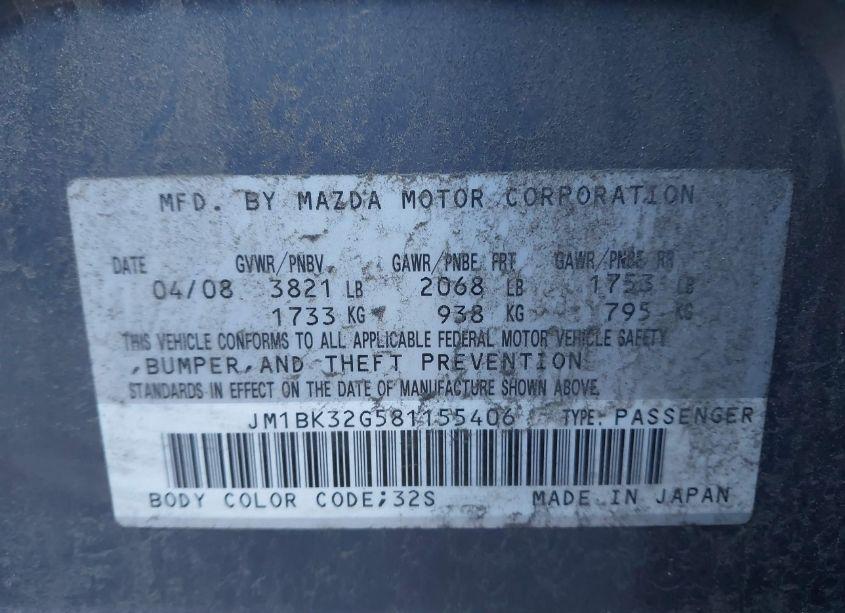 MFD. BY MAZDA MOTOR CORPORATION
DATE GVWR/PNBV GAWR/PNBE FRT GAWR/PNBE RR
04/08 3821 LB 2068 LB 1753 LB
1733 KG 938 KG 795 KG
THIS VEHICLE CONFORMS TO ALL APPLICABLE FEDERAL MOTOR VEHICLE SAFETY
,BUMPER,AND THEFT PREVENTION
STANDARDS IN EFFECT ON THE DATE OF MANUFACTURE SHOWN ABOVE.
JM1BK32G581155406 TYPE: PASSENGER
BODY COLOR CODE;32S MADE IN JAPAN